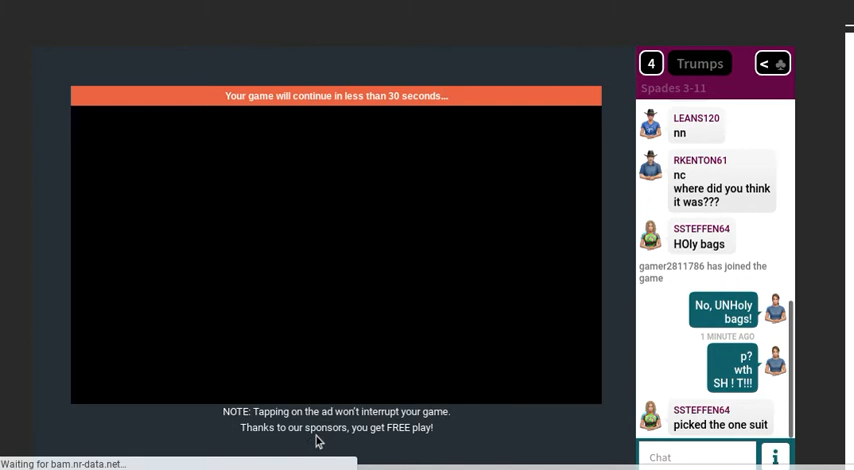 Your game will continue in less than 30 seconds...
4 Trumps < ♣
Spades 3-11
LEANS120
nn
RKENTON61
nc
where did you think
it was???
SSTEFFEN64
HOly bags
gamer2811786 has joined the
game
No, UNHoly
bags!
1 MINUTE AGO
p?
wth
SH ! T!!!
SSTEFFEN64
picked the one suit
NOTE: Tapping on the ad won't interrupt your game.
Thanks to our sponsors, you get FREE play!
Chat i
Waiting for bam.nr-data.net...